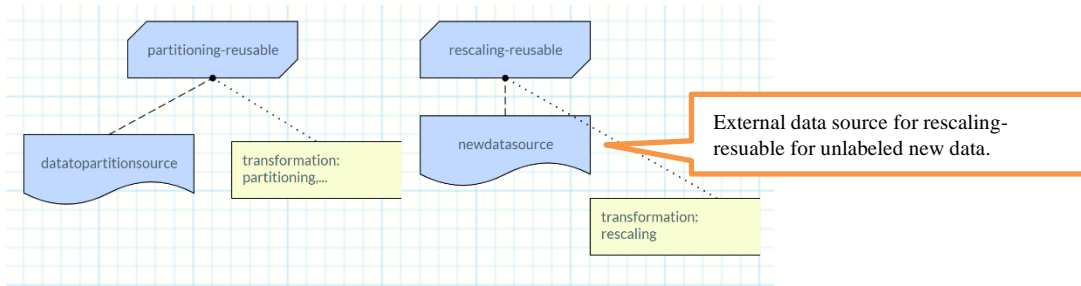 partitioning-reusable
rescaling-reusable
datatopartitionsource
transformation:
partitioning,...
newdatasource
External data source for rescaling-
resuable for unlabeled new data.
transformation:
rescaling